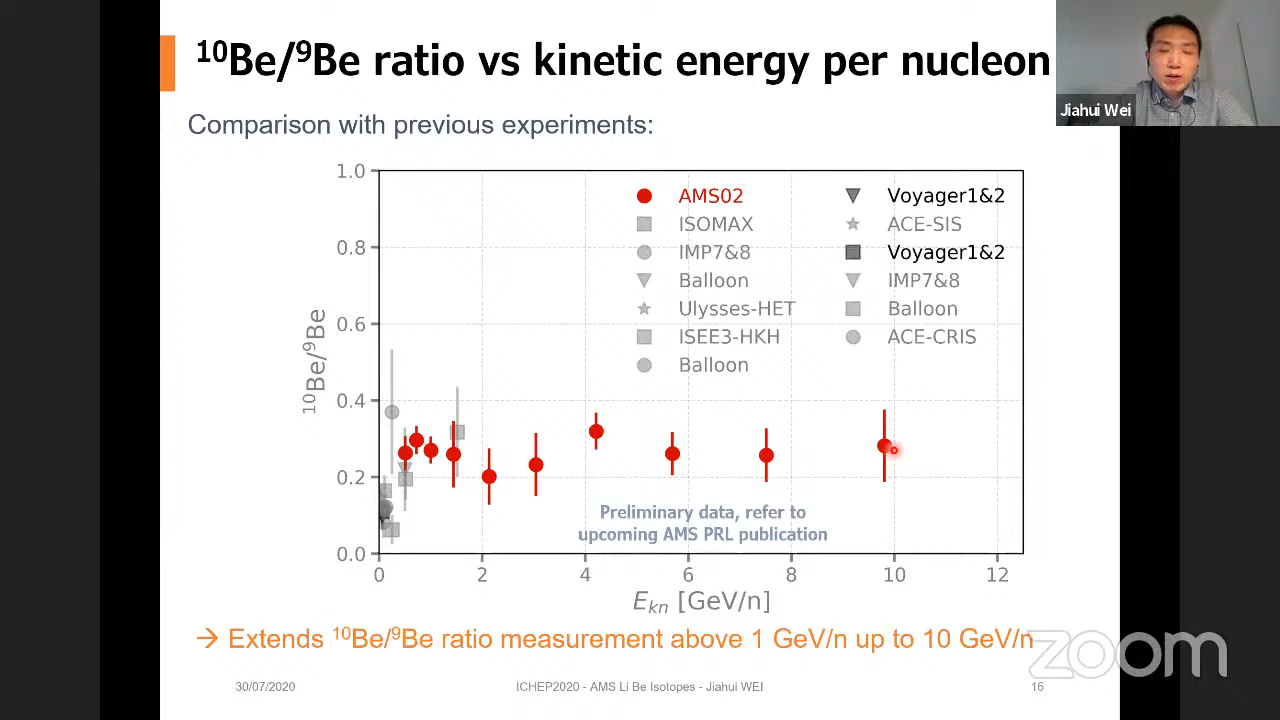 ¹⁰Be/⁹Be ratio vs kinetic energy per nucleon
Jiahui Wei
Comparison with previous experiments:
1.0
0.8
0.6
0.4
0.2
0.0
¹⁰Be/⁹Be
AMS02
ISOMAX
IMP7&8
Balloon
Ulysses-HET
ISEE3-HKH
Balloon
Voyager1&2
ACE-SIS
Voyager1&2
IMP7&8
Balloon
ACE-CRIS
Preliminary data, refer to
upcoming AMS PRL publication
0 2 4 6 8 10 12
Eₖₙ [GeV/n]
→ Extends ¹⁰Be/⁹Be ratio measurement above 1 GeV/n up to 10 GeV/n
zoom
30/07/2020
ICHEP2020 - AMS Li Be Isotopes - Jiahui WEI
16